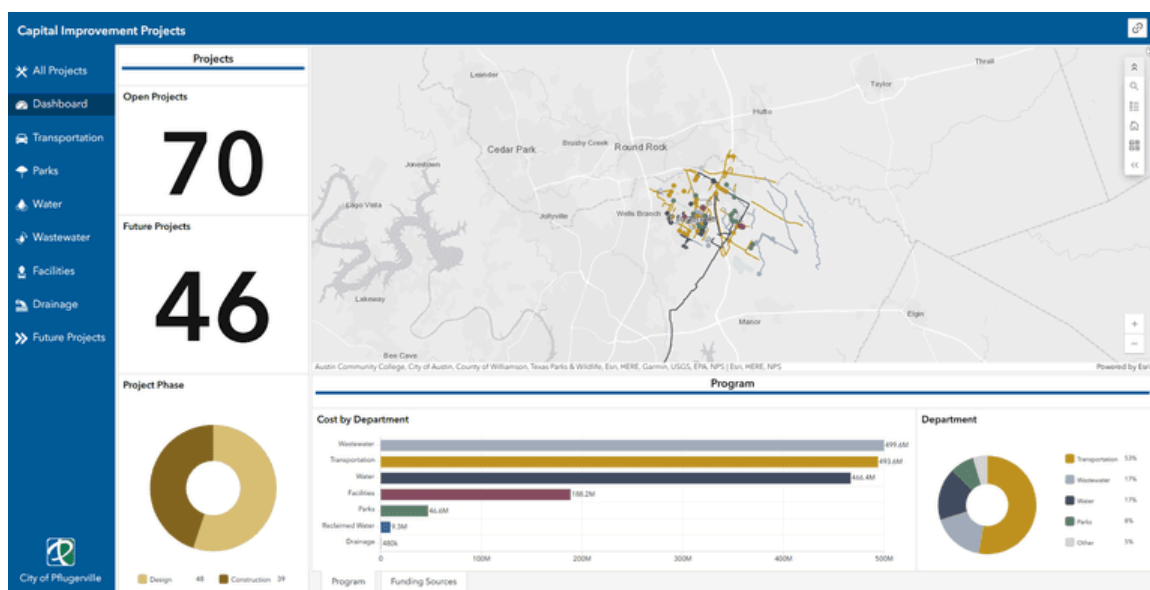 Capital Improvement Projects
All Projects
Dashboard
Transportation
Parks
Water
Wastewater
Facilities
Drainage
Future Projects
City of Pflugerville
Projects
Open Projects
70
Future Projects
46
Project Phase
Design 48 Construction 39
Leander
Thrall
Taylor
Hutto
Cedar Park
Brushy Creek
Round Rock
Jonestown
Lago Vista
Jollyville
Wells Branch
Lakeway
Manor
Elgin
Bee Cave
Austin Community College, City of Austin, County of Williamson, Texas Parks & Wildlife, Esri, HERE, Garmin, USGS, EPA, NPS | Esri, HERE, NPS
Powered by Esri
Program
Cost by Department
Wastewater 499.6M
Transportation 493.6M
Water 466.4M
Facilities 188.2M
Parks 46.6M
Reclaimed Water 9.3M
Drainage 480k
0 100M 200M 300M 400M 500M
Program Funding Sources
Department
Transportation 53%
Wastewater 17%
Water 17%
Parks 8%
Other 5%